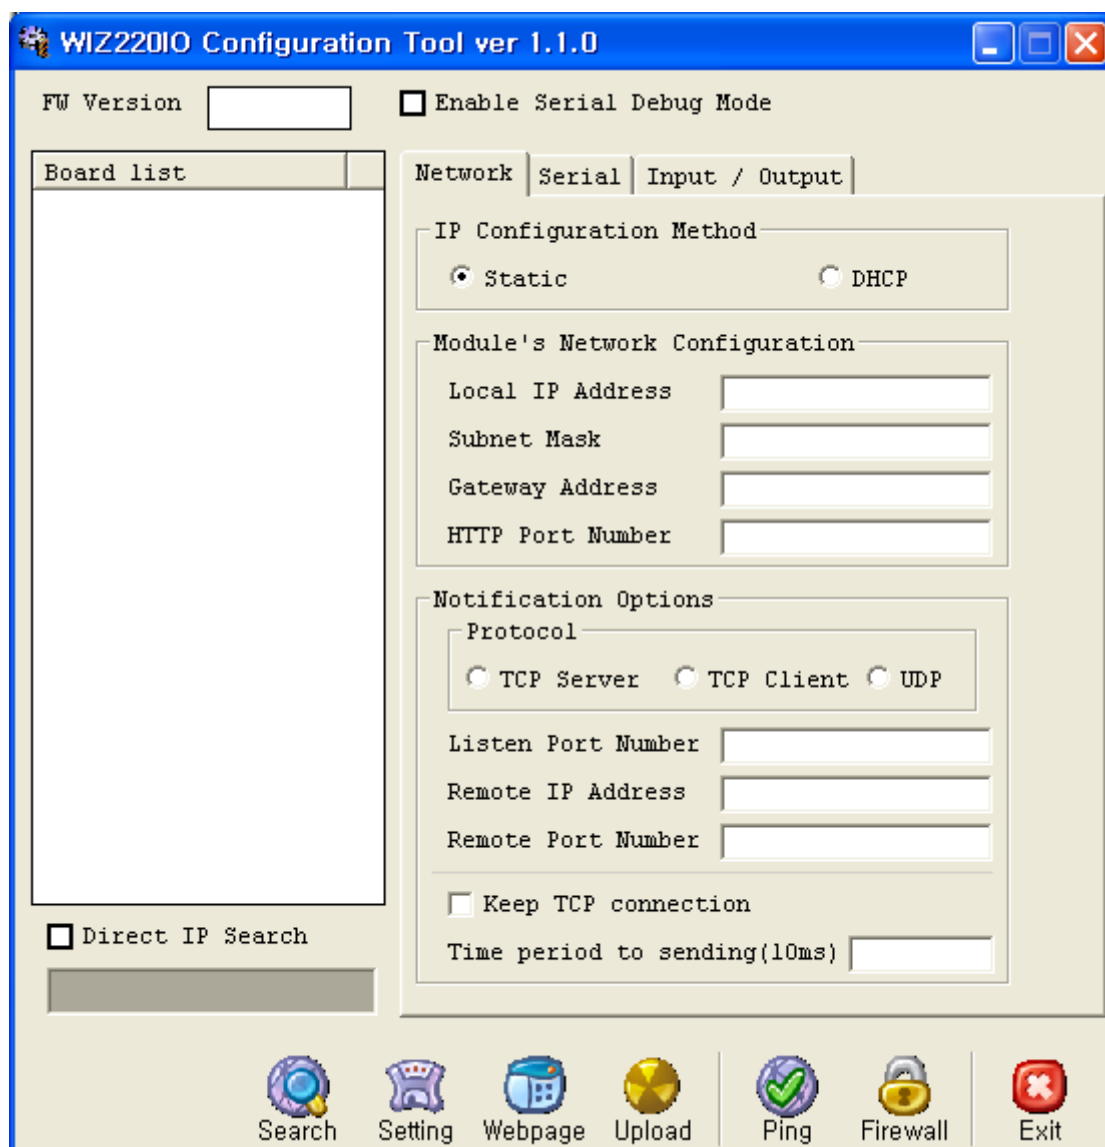 WIZ220IO Configuration Tool ver 1.1.0
FW Version
Enable Serial Debug Mode
Board list
Network Serial Input / Output
IP Configuration Method
Static DHCP
Module's Network Configuration
Local IP Address
Subnet Mask
Gateway Address
HTTP Port Number
Notification Options
Protocol
TCP Server TCP Client UDP
Listen Port Number
Remote IP Address
Remote Port Number
Keep TCP connection
Time period to sending(10ms)
Direct IP Search
Search Setting Webpage Upload Ping Firewall Exit